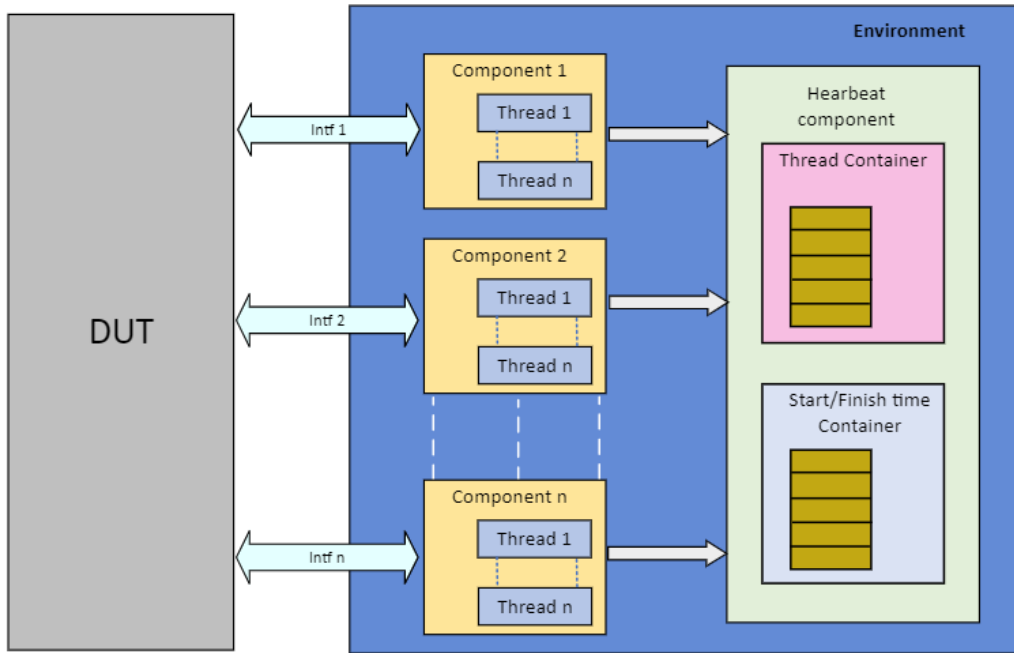 Environment
Component 1
Thread 1
Thread n
Intf 1
Hearbeat
component
Thread Container
Component 2
Thread 1
Thread n
Intf 2
DUT
Start/Finish time
Container
Component n
Thread 1
Thread n
Intf n